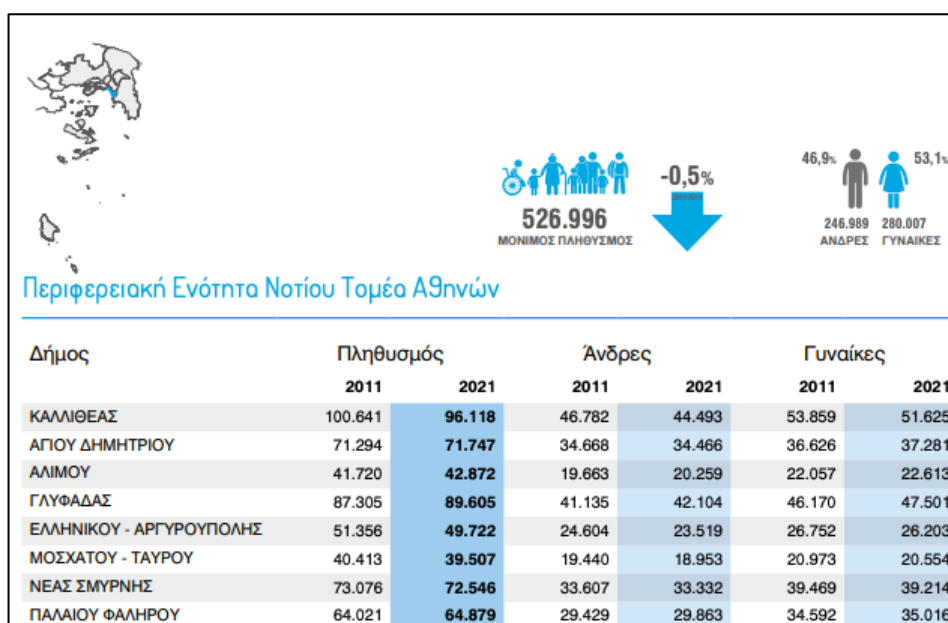 46,9% 53,1%
-0,5%
526.996
ΜΟΝΙΜΟΣ ΠΛΗΘΥΣΜΟΣ
246.989 280.007
ΑΝΔΡΕΣ ΓΥΝΑΙΚΕΣ
Περιφερειακή Ενότητα Νοτίου Τομέα Αθηνών
Δήμος Πληθυσμός Άνδρες Γυναίκες
2011 2021 2011 2021 2011 2021
ΚΑΛΛΙΘΕΑΣ 100.641 96.118 46.782 44.493 53.859 51.625
ΑΓΙΟΥ ΔΗΜΗΤΡΙΟΥ 71.294 71.747 34.668 34.466 36.626 37.281
ΑΛΙΜΟΥ 41.720 42.872 19.663 20.259 22.057 22.613
ΓΛΥΦΑΔΑΣ 87.305 89.605 41.135 42.104 46.170 47.501
ΕΛΛΗΝΙΚΟΥ - ΑΡΓΥΡΟΥΠΟΛΗΣ 51.356 49.722 24.604 23.519 26.752 26.203
ΜΟΣΧΑΤΟΥ - ΤΑΥΡΟΥ 40.413 39.507 19.440 18.953 20.973 20.554
ΝΕΑΣ ΣΜΥΡΝΗΣ 73.076 72.546 33.607 33.332 39.469 39.214
ΠΑΛΑΙΟΥ ΦΑΛΗΡΟΥ 64.021 64.879 29.429 29.863 34.592 35.016